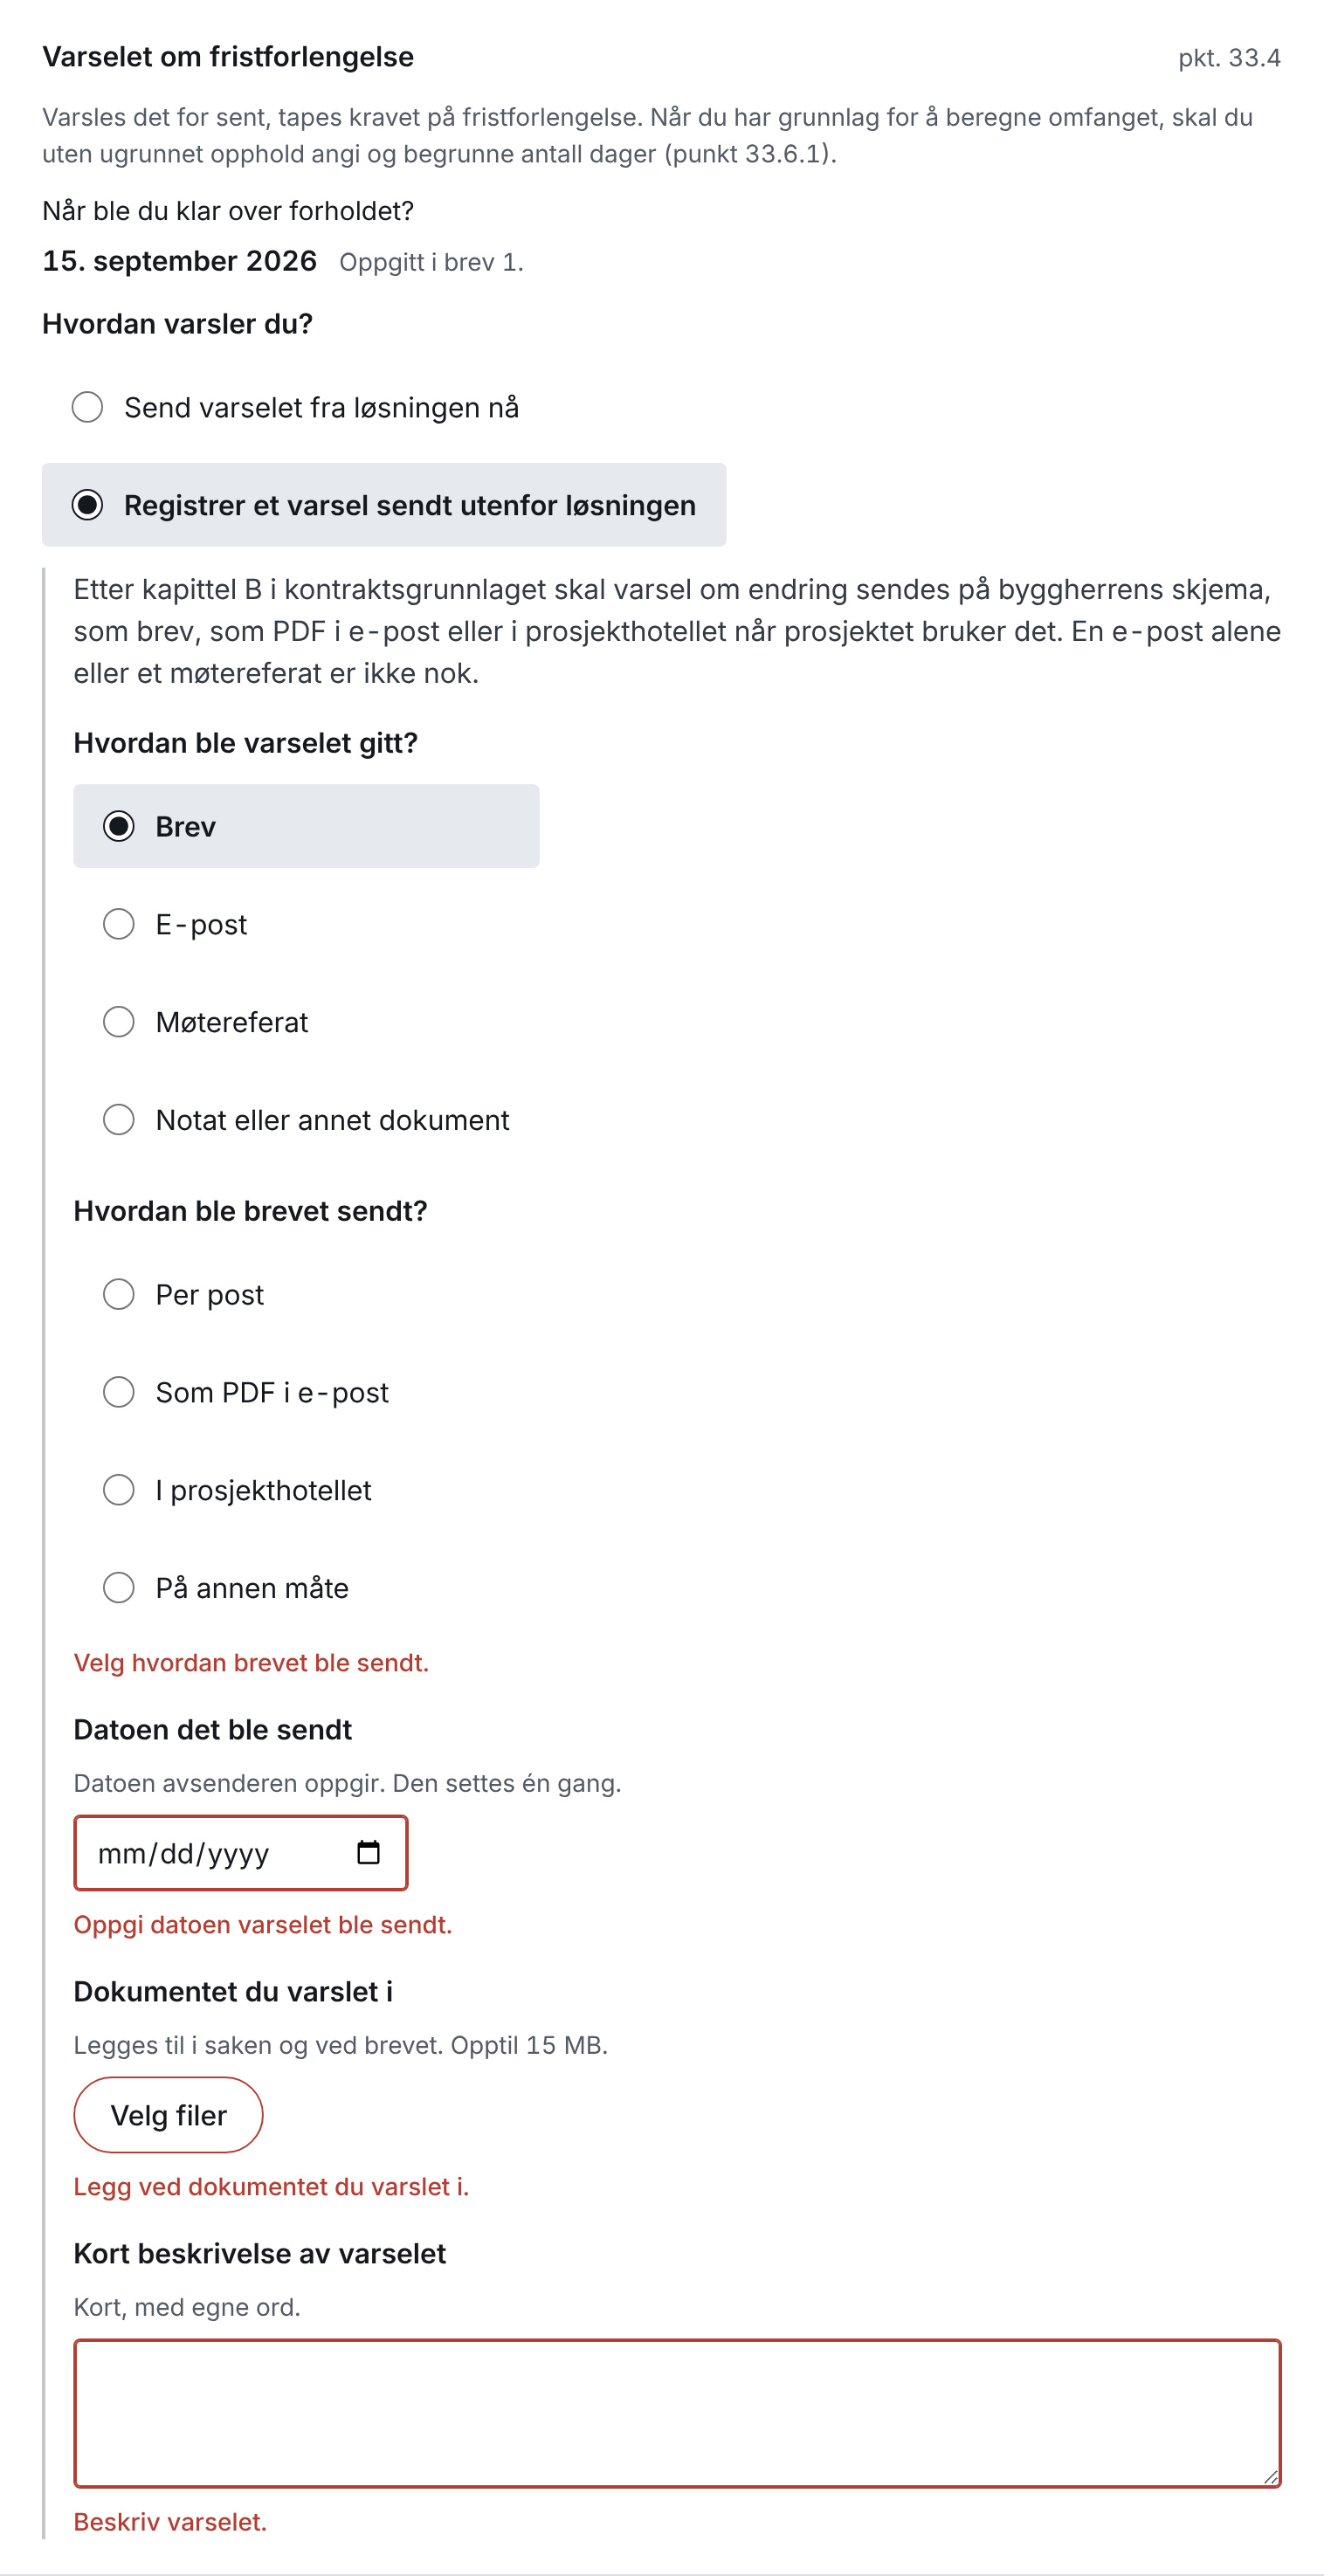 Varselet om fristforlengelse
pkt. 33.4
Varsles det for sent, tapes kravet på fristforlengelse. Når du har grunnlag for å beregne omfanget, skal du
uten ugrunnet opphold angi og begrunne antall dager (punkt 33.6.1).
Når ble du klar over forholdet?
15. september 2026 Oppgitt i brev 1.
Hvordan varsler du?
Send varselet fra løsningen nå
Registrer et varsel sendt utenfor løsningen
Etter kapittel B i kontraktsgrunnlaget skal varsel om endring sendes på byggherrens skjema,
som brev, som PDF i e-post eller i prosjekthotellet når prosjektet bruker det. En e-post alene
eller et møtereferat er ikke nok.
Hvordan ble varselet gitt?
Brev
E-post
Møtereferat
Notat eller annet dokument
Hvordan ble brevet sendt?
Per post
Som PDF i e-post
I prosjekthotellet
På annen måte
Velg hvordan brevet ble sendt.
Datoen det ble sendt
Datoen avsenderen oppgir. Den settes én gang.
mm/dd/yyyy
Oppgi datoen varselet ble sendt.
Dokumentet du varslet i
Legges til i saken og ved brevet. Opptil 15 MB.
Velg filer
Legg ved dokumentet du varslet i.
Kort beskrivelse av varselet
Kort, med egne ord.
Beskriv varselet.